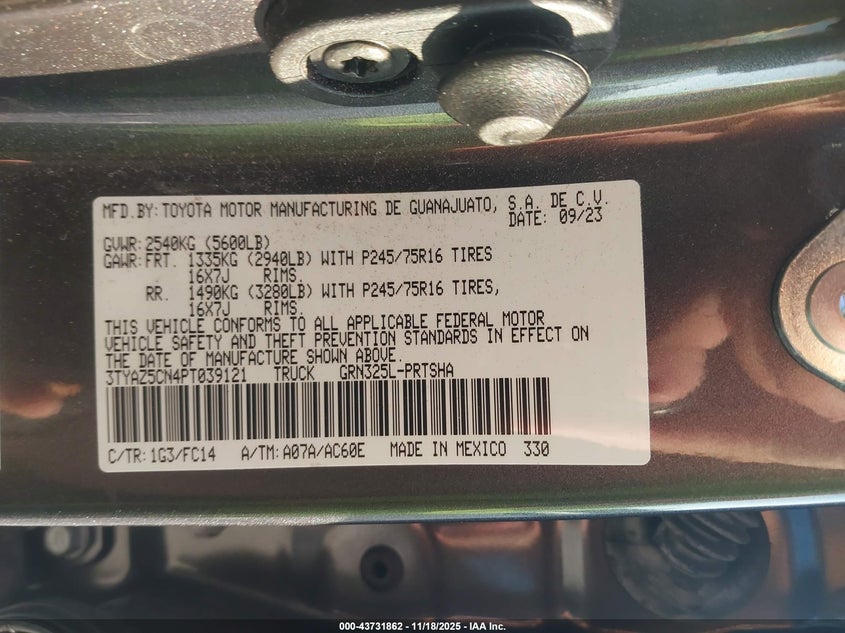 MFD.BY:TOYOTA MOTOR MANUFACTURING DE GUANAJUATO, S.A. DE C.V.
DATE: 09/23
GVWR:2540KG (5600LB)
GAWR:FRT. 1335KG (2940LB) WITH P245/75R16 TIRES
16X7J RIMS.
RR. 1490KG (3280LB) WITH P245/75R16 TIRES,
16X7J RIMS.
THIS VEHICLE CONFORMS TO ALL APPLICABLE FEDERAL MOTOR
VEHICLE SAFETY AND THEFT PREVENTION STANDARDS IN EFFECT ON
THE DATE OF MANUFACTURE SHOWN ABOVE.
3TYAZ5CN4PT039121 TRUCK GRN325L-PRTSHA
C/TR:1G3/FC14 A/TM:A07A/AC60E MADE IN MEXICO 330
000-43731862 - 11/18/2025 - IAA Inc.